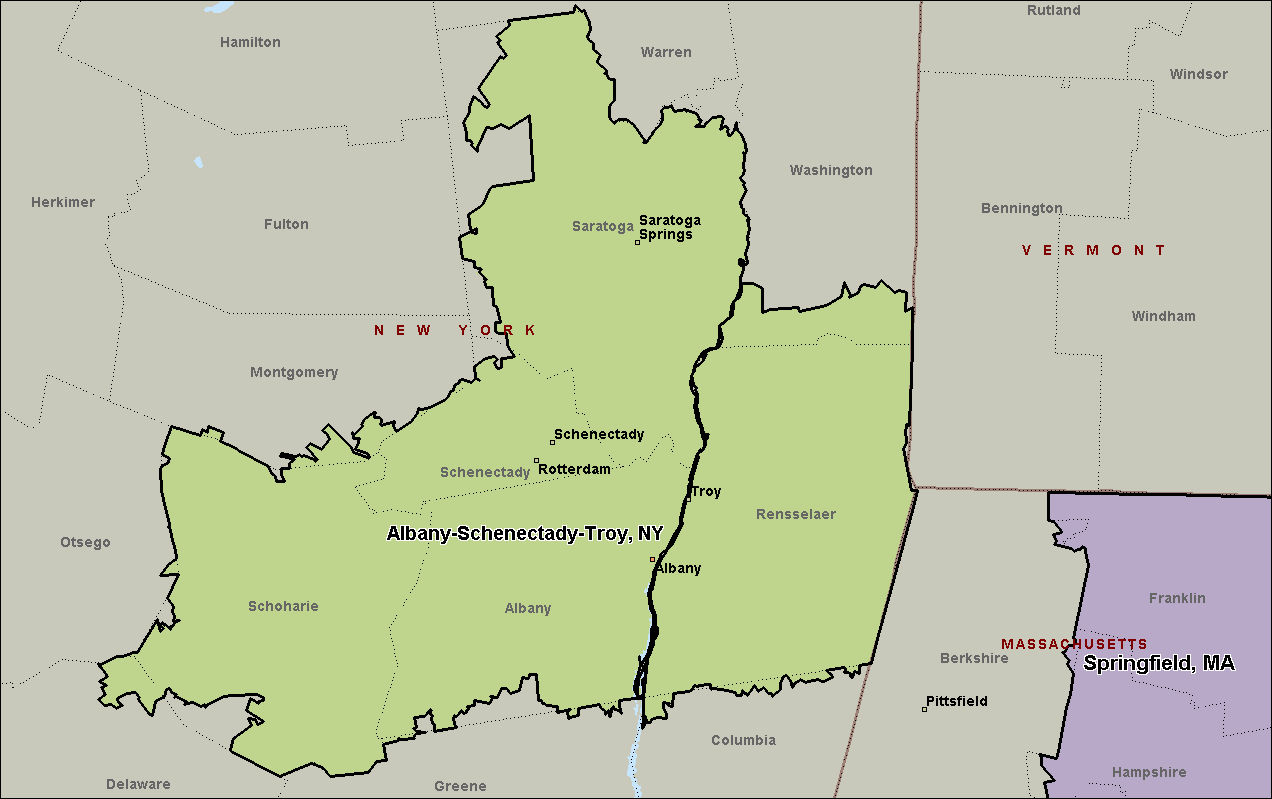 Rutland
Hamilton
Warren
Windsor
Washington
Herkimer
Bennington
Fulton
Saratoga
Saratoga
Springs
VERMONT
Windham
NEW YORK
Montgomery
Schenectady
Schenectady
Rotterdam
Troy
Rensselaer
Albany-Schenectady-Troy, NY
Otsego
Albany
Schoharie
Albany
Franklin
MASSACHUSETTS
Berkshire
Springfield, MA
Pittsfield
Columbia
Hampshire
Delaware
Greene